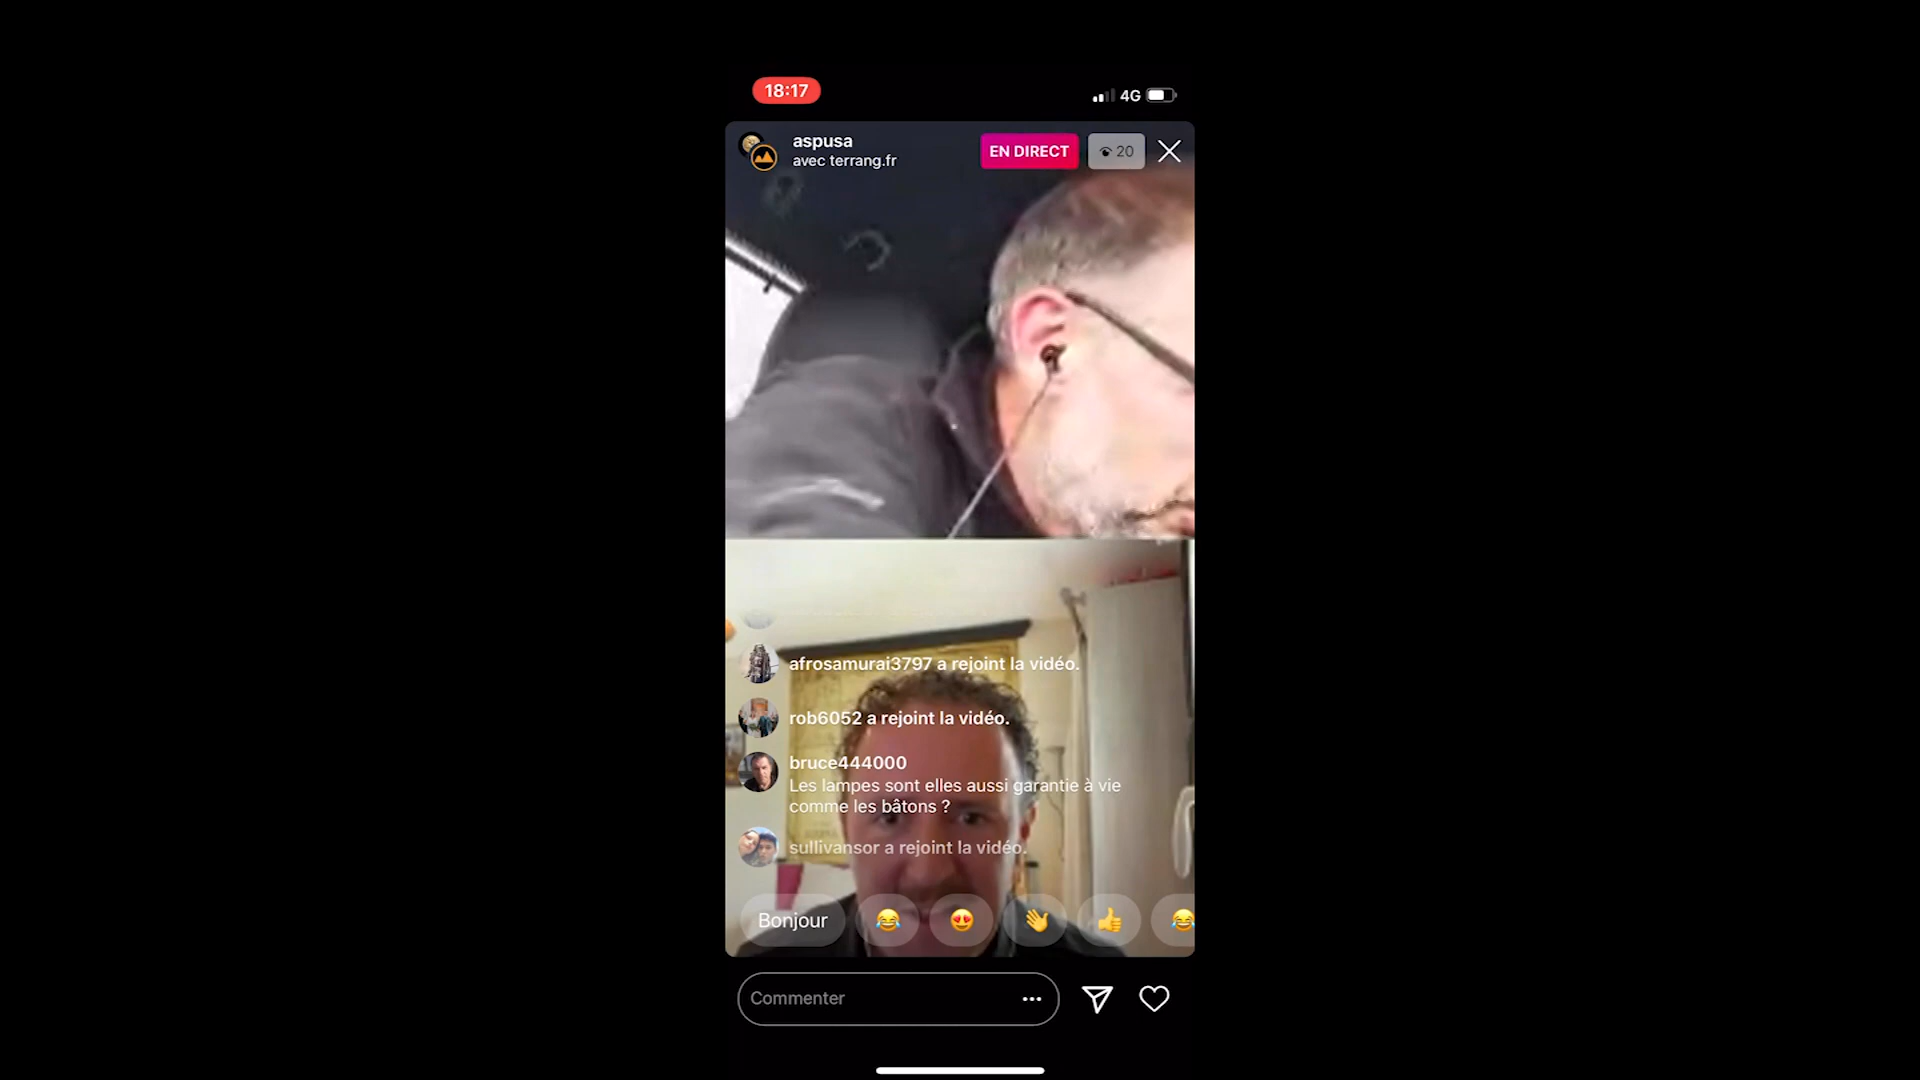 18:17
4G
aspusa
avec terrang.fr
EN DIRECT
20
afrosamurai3797 a rejoint la vidéo.
rob6052 a rejoint la vidéo.
bruce444000
Les lampes sont elles aussi garantie à vie
comme les bâtons ?
sullivansor a rejoint la vidéo.
Bonjour
Commenter